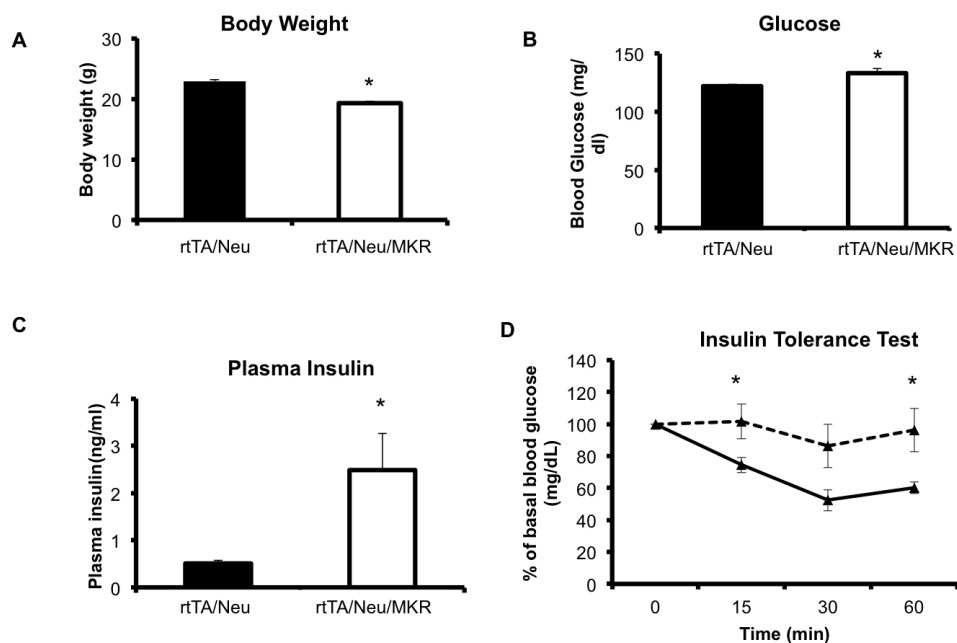 A
Body Weight
Body weight (g)
30
20
10
0
*
rtTA/Neu
rtTA/Neu/MKR
B
Glucose
Blood Glucose (mg/
dl)
150
100
50
0
*
rtTA/Neu
rtTA/Neu/MKR
C
Plasma Insulin
Plasma insulin(ng/ml)
4
3
2
1
0
*
rtTA/Neu
rtTA/Neu/MKR
D
Insulin Tolerance Test
% of basal blood glucose
(mg/dL)
140
120
100
80
60
40
20
0
*
*
0
15
30
60
Time (min)